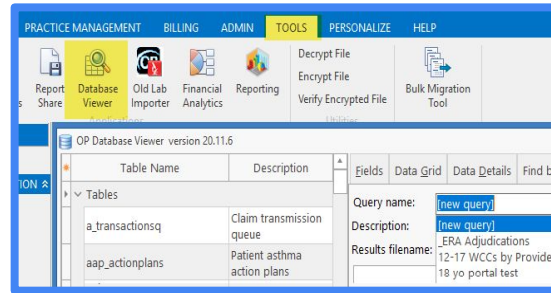 PRACTICE MANAGEMENT BILLING ADMIN TOOLS PERSONALIZE HELP
Report Share
Database Viewer
Old Lab Importer
Financial Analytics
Reporting
Decrypt File
Encrypt File
Verify Encrypted File
Bulk Migration Tool
Applications
Utilities
OP Database Viewer version 20.11.6
Table Name Description
Fields Data Grid Data Details Find b
Tables
a_transactionsq Claim transmission queue
aap_actionplans Patient asthma action plans
Query name: [new query]
Description: [new query]
_ERA Adjudications
Results filename: 12-17 WCCs by Provide
18 yo portal test